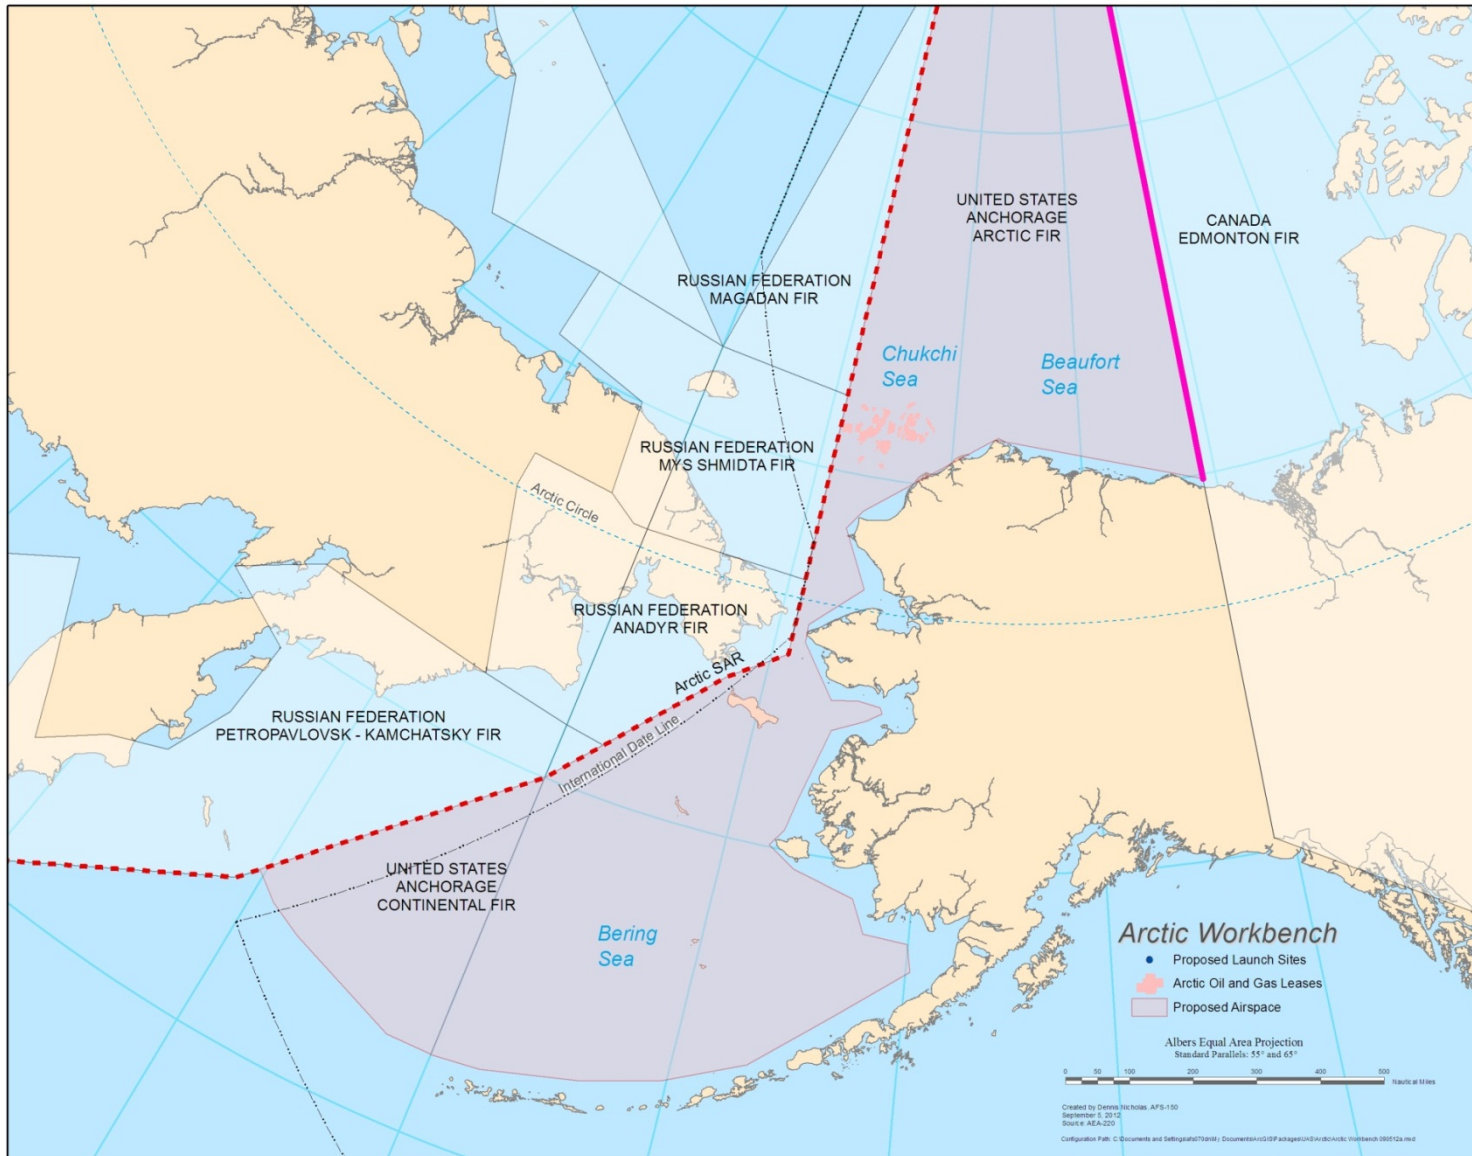 UNITED STATES
ANCHORAGE
ARCTIC FIR
CANADA
EDMONTON FIR
RUSSIAN FEDERATION
MAGADAN FIR
Chukchi
Sea
Beaufort
Sea
RUSSIAN FEDERATION
MYS SHMIDTA FIR
Arctic Circle
RUSSIAN FEDERATION
ANADYR FIR
Arctic SAR
RUSSIAN FEDERATION
PETROPAVLOVSK - KAMCHATSKY FIR
International Date Line
UNITED STATES
ANCHORAGE
CONTINENTAL FIR
Bering
Sea
Arctic Workbench
Proposed Launch Sites
Arctic Oil and Gas Leases
Proposed Airspace
Albers Equal Area Projection
Standard Parallels: 55° and 65°
0 25 50 100 200 300 400 500
Nautical Miles
Created by Dennis Nicholas, AFS-150
September 5, 2012
Source: AEA-220